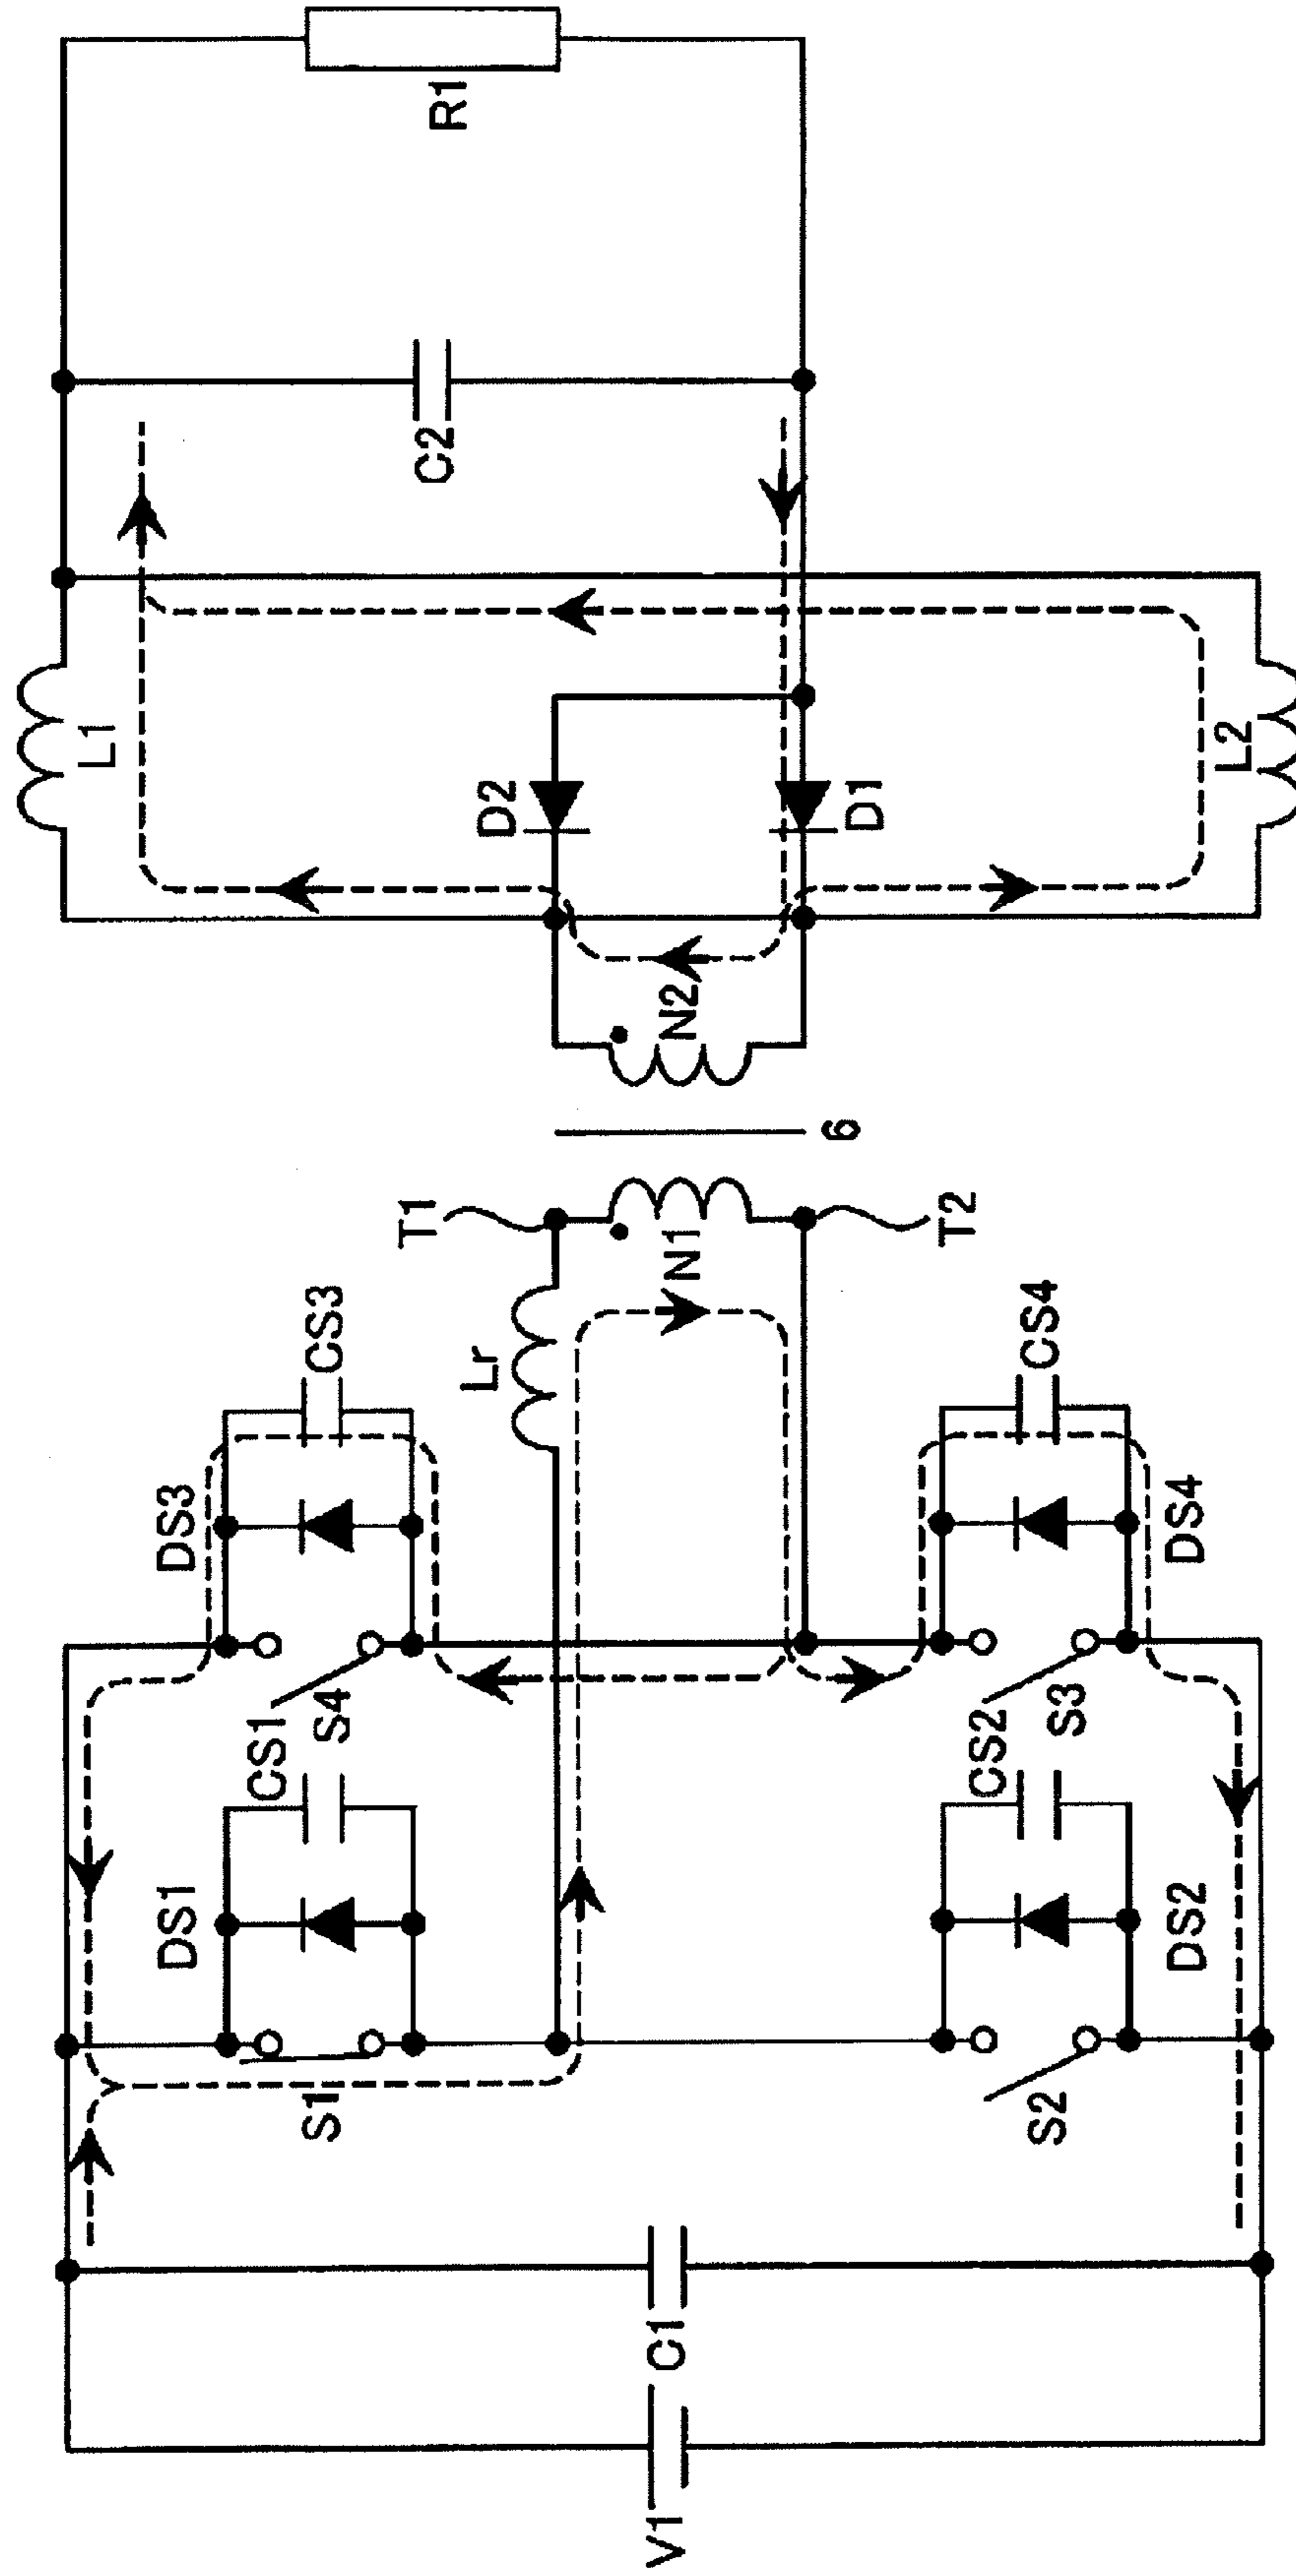 V1
C1
S1
DS1
CS1
S4
DS3
CS3
S2
DS2
CS2
S3
DS4
CS4
Lr
T1
N1
T2
6
N2
D2
D1
L1
L2
C2
R1